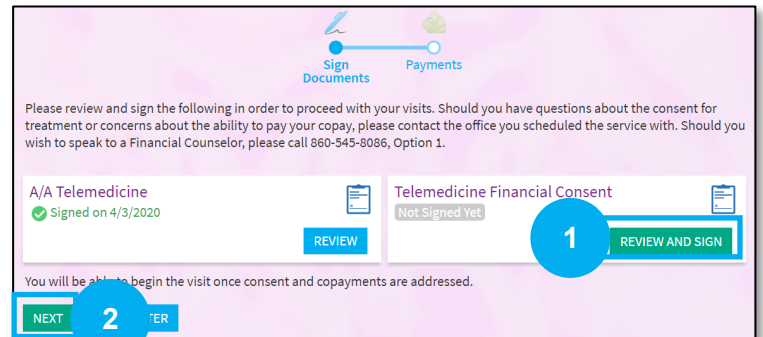 Sign
Documents
Payments
Please review and sign the following in order to proceed with your visits. Should you have questions about the consent for
treatment or concerns about the ability to pay your copay, please contact the office you scheduled the service with. Should you
wish to speak to a Financial Counselor, please call 860-545-8086, Option 1.
A/A Telemedicine
Signed on 4/3/2020
REVIEW
Telemedicine Financial Consent
Not Signed Yet
1
REVIEW AND SIGN
You will be able to begin the visit once consent and copayments are addressed.
NEXT
2